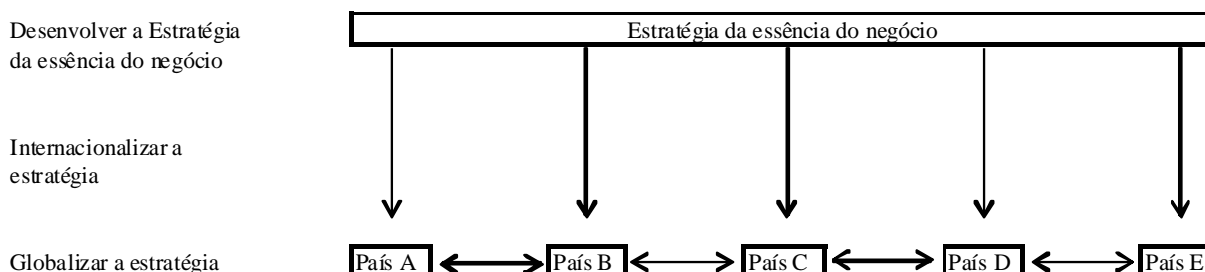 Desenvolver a Estratégia
da essência do negócio
Estratégia da essência do negócio
Internacionalizar a
estratégia
Globalizar a estratégia
País A
País B
País C
País D
País E